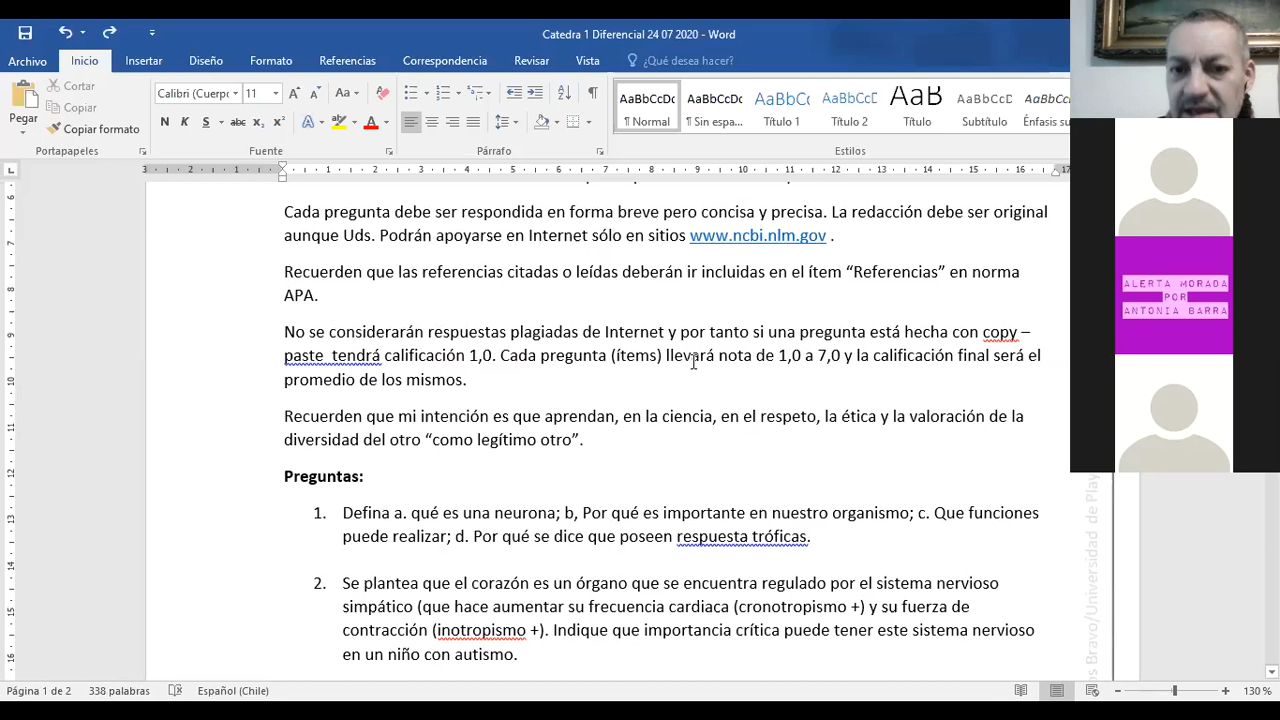 Catedra 1 Diferencial 24 07 2020 - Word
Archivo Inicio Insertar Diseño Formato Referencias Correspondencia Revisar Vista ¿Qué desea hacer?
Cortar
Copiar
Pegar
Copiar formato
Calibri (Cuerpo 11
Portapapeles Fuente Párrafo Estilos
AaBbCcDc AaBbCcDc AaBbCcD AaBbCcD AaB AaBbCcDc AaBbCcDc
¶ Normal ¶ Sin espa... Título 1 Título 2 Título Subtítulo Énfasis su
Cada pregunta debe ser respondida en forma breve pero concisa y precisa. La redacción debe ser original
aunque Uds. Podrán apoyarse en Internet sólo en sitios www.ncbi.nlm.gov .
Recuerden que las referencias citadas o leídas deberán ir incluidas en el ítem “Referencias” en norma
APA.
No se considerarán respuestas plagiadas de Internet y por tanto si una pregunta está hecha con copy –
paste tendrá calificación 1,0. Cada pregunta (ítems) llevará nota de 1,0 a 7,0 y la calificación final será el
promedio de los mismos.
Recuerden que mi intención es que aprendan, en la ciencia, en el respeto, la ética y la valoración de la
diversidad del otro “como legítimo otro”.
Preguntas:
1. Defina a. qué es una neurona, b, Por qué es importante en nuestro organismo; c. Que funciones
puede realizar; d. Por qué se dice que poseen respuesta tróficas.
2. Se plantea que el corazón es un órgano que se encuentra regulado por el sistema nervioso
simpático (que hace aumentar su frecuencia cardiaca (cronotropismo +) y su fuerza de
contracción (inotropismo +). Indique que importancia crítica puede tener este sistema nervioso
en un niño con autismo.
ALERTA MORADA
POR
ANTONIA BARRA
Bravo/Universidad de Play
Página 1 de 2 338 palabras Español (Chile) 130 %